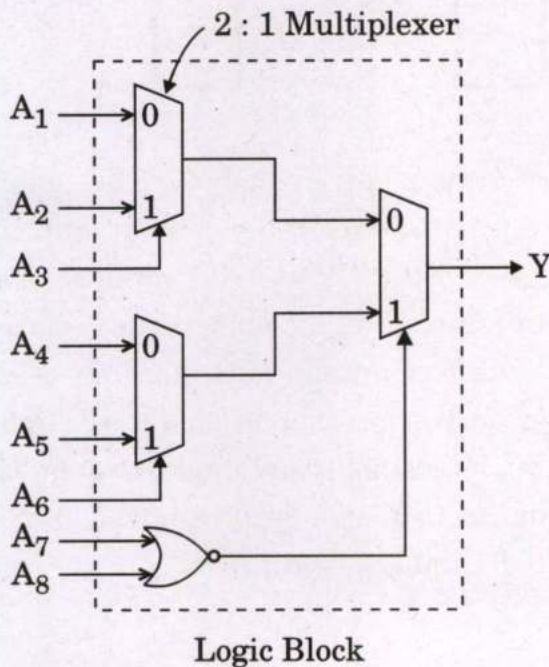 2 : 1 Multiplexer
A₁
0
A₂
1
A₃
0
1
Y
A₄
0
A₅
1
A₆
A₇
A₈
Logic Block